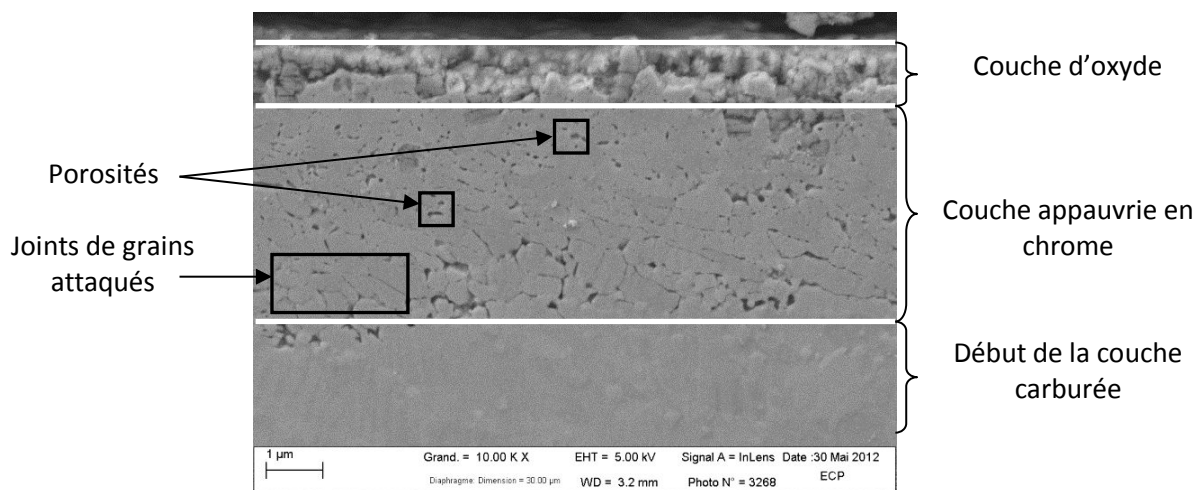 Couche d'oxyde
Porosités
Joints de grains
attaqués
Couche appauvrie en
chrome
Début de la couche
carburée
1 µm
Grand. = 10.00 K X EHT = 5.00 kV Signal A = InLens Date :30 Mai 2012
Diaphragme: Dimension = 30.00 µm WD = 3.2 mm Photo N° = 3268 ECP